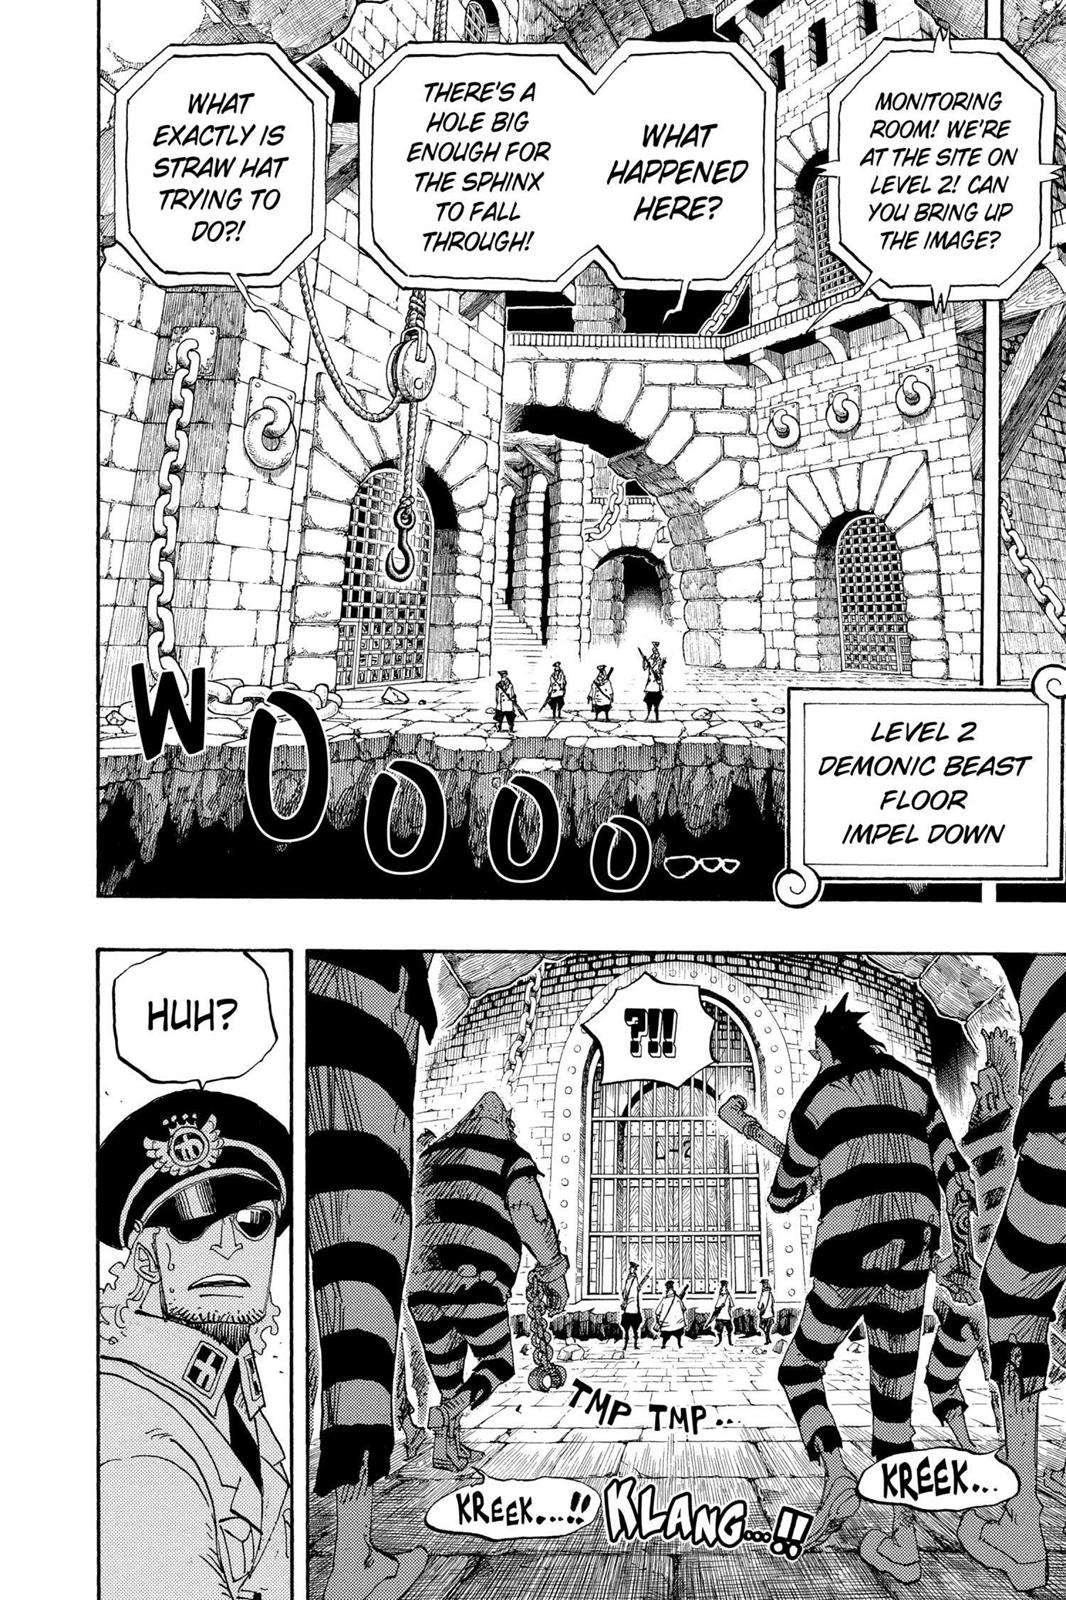 MONITORING
ROOM! WE'RE
AT THE SITE ON
LEVEL 2! CAN
YOU BRING UP
THE IMAGE?
WHAT
HAPPENED
HERE?
THERE'S A
HOLE BIG
ENOUGH FOR
THE SPHINX
TO FALL
THROUGH!
WHAT
EXACTLY IS
STRAW HAT
TRYING TO
DO?!
WOOOO...
LEVEL 2
DEMONIC BEAST
FLOOR
IMPEL DOWN
?!!
TMP TMP..
KREEK...
KLANG...!!
KREEK...!!
HUH?